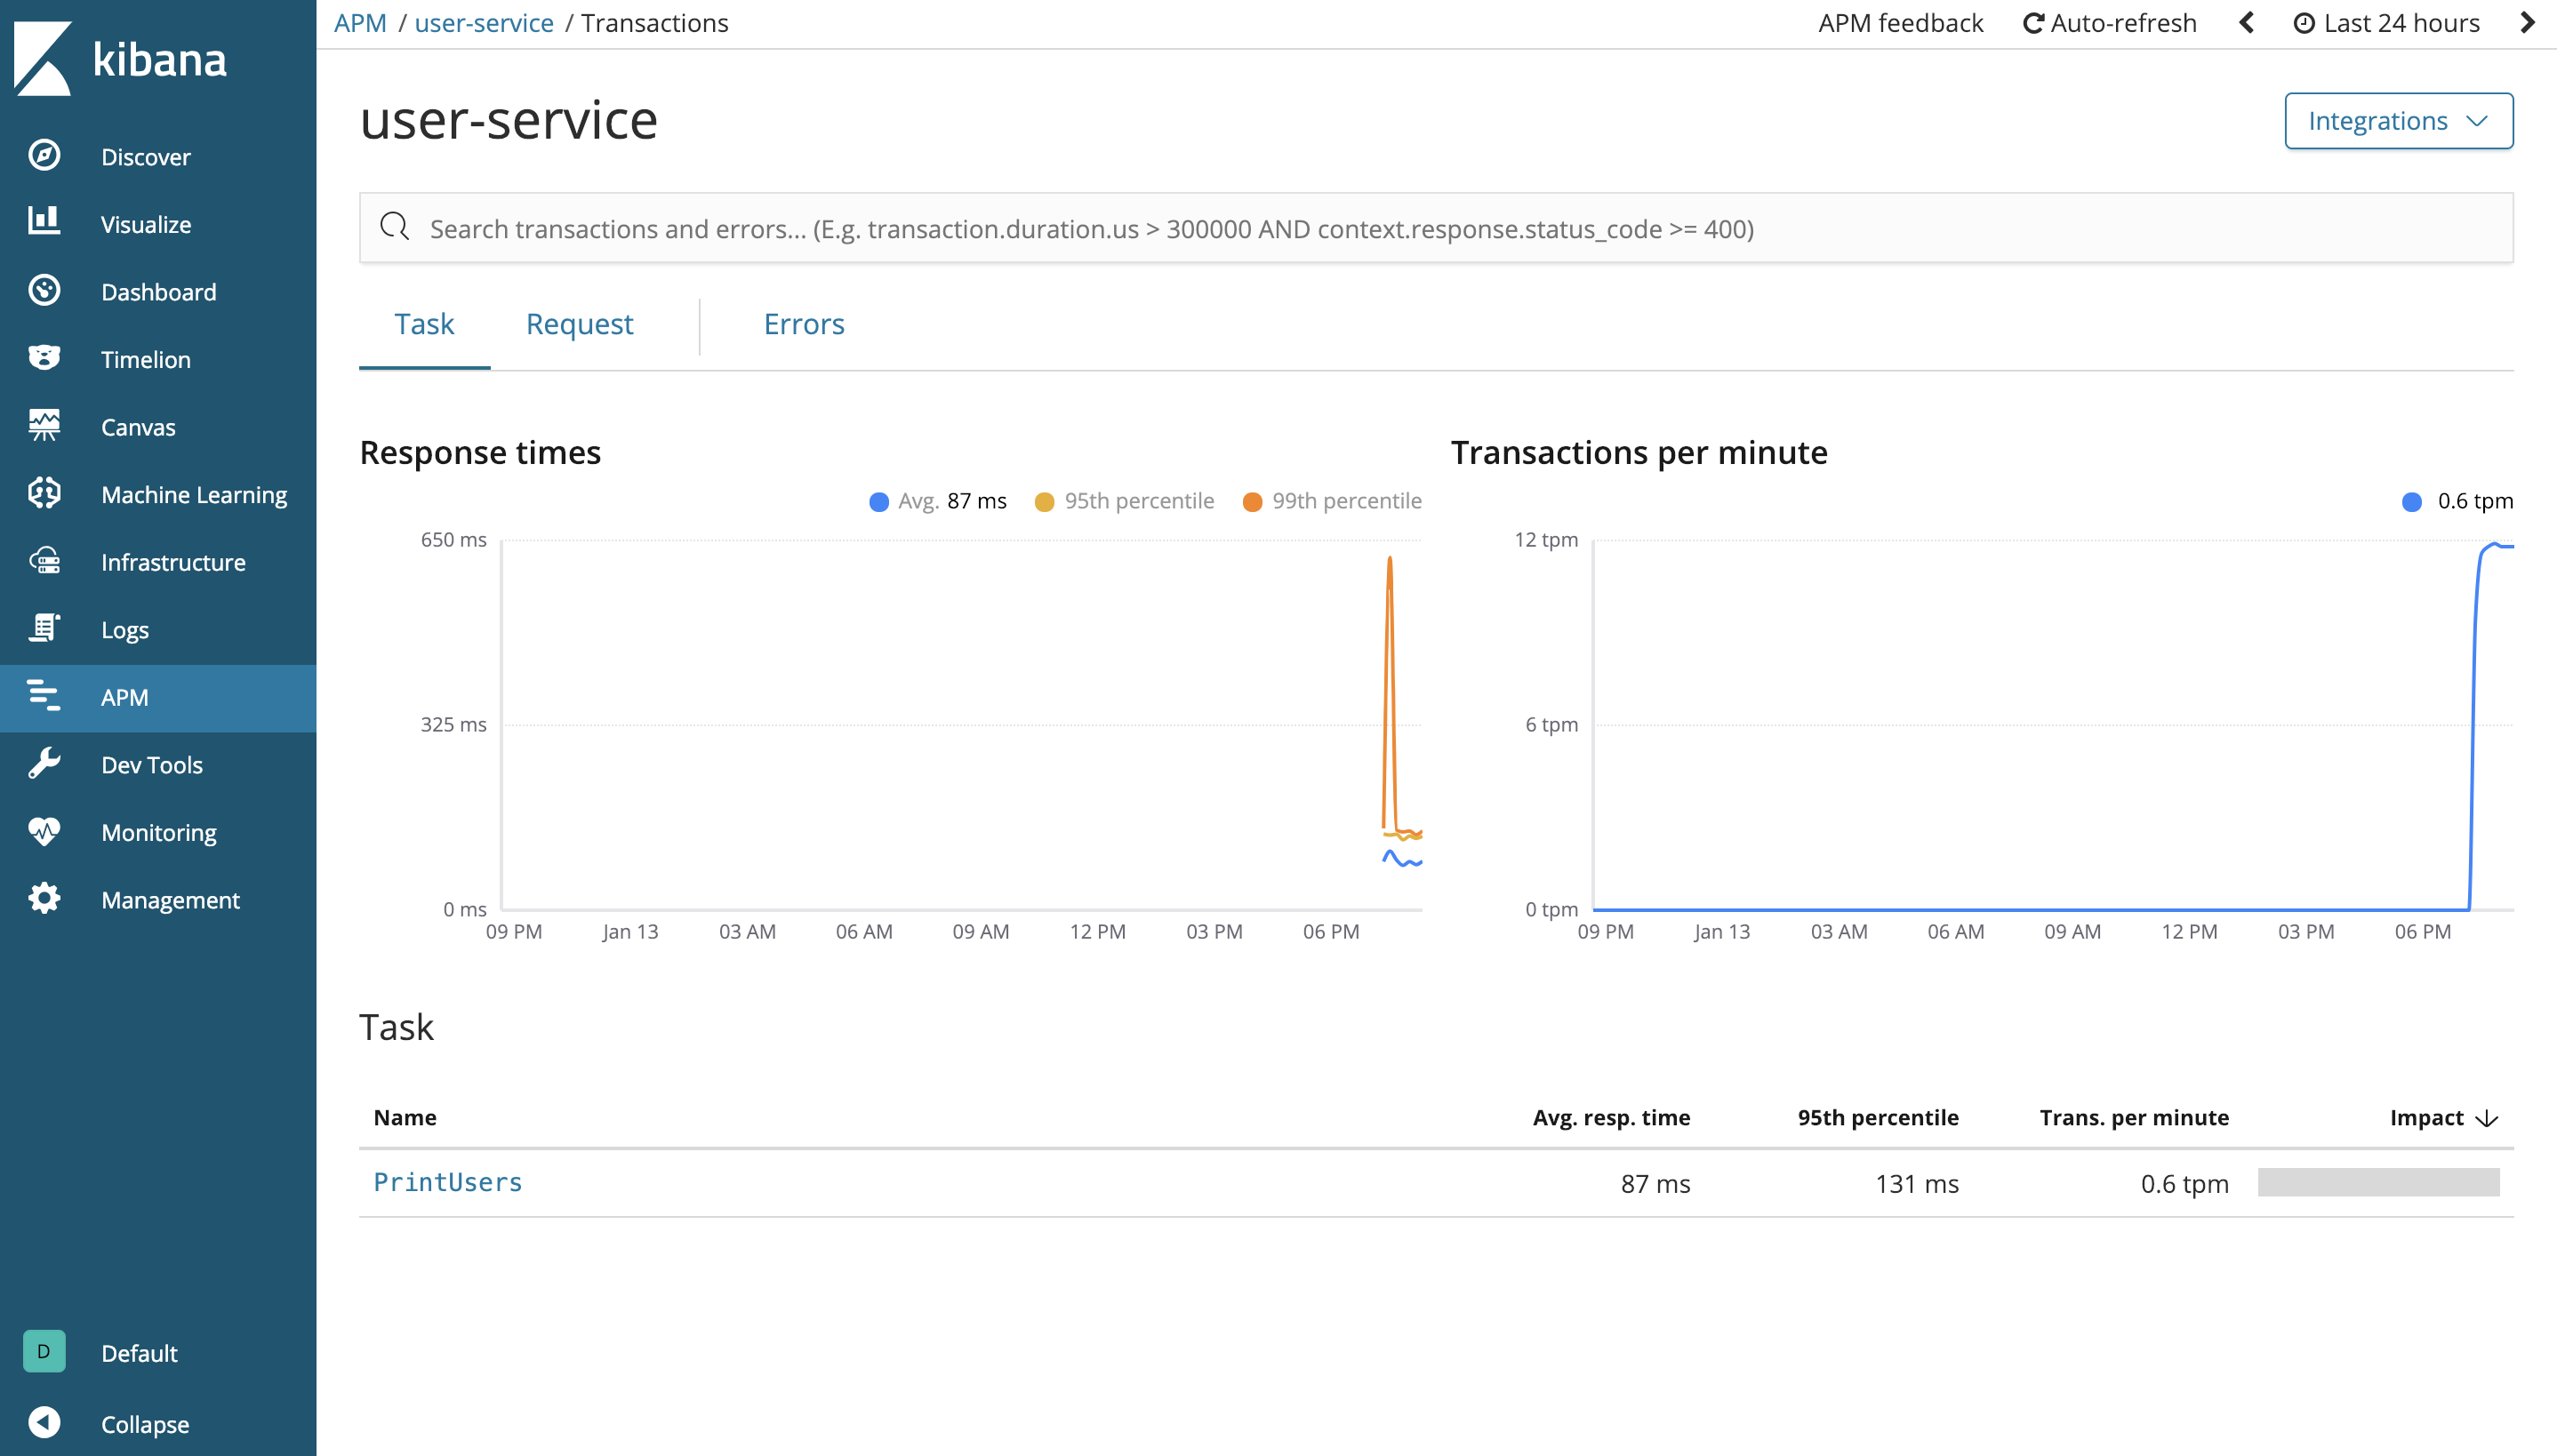 kibana
Discover
Visualize
Dashboard
Timelion
Canvas
Machine Learning
Infrastructure
Logs
APM
Dev Tools
Monitoring
Management
D Default
Collapse
APM / user-service / Transactions
APM feedback Auto-refresh Last 24 hours
user-service
Integrations
Search transactions and errors... (E.g. transaction.duration.us > 300000 AND context.response.status_code >= 400)
Task Request Errors
Response times
Avg. 87 ms 95th percentile 99th percentile
650 ms
325 ms
0 ms
09 PM Jan 13 03 AM 06 AM 09 AM 12 PM 03 PM 06 PM
Transactions per minute
0.6 tpm
12 tpm
6 tpm
0 tpm
09 PM Jan 13 03 AM 06 AM 09 AM 12 PM 03 PM 06 PM
Task
Name Avg. resp. time 95th percentile Trans. per minute Impact
PrintUsers 87 ms 131 ms 0.6 tpm